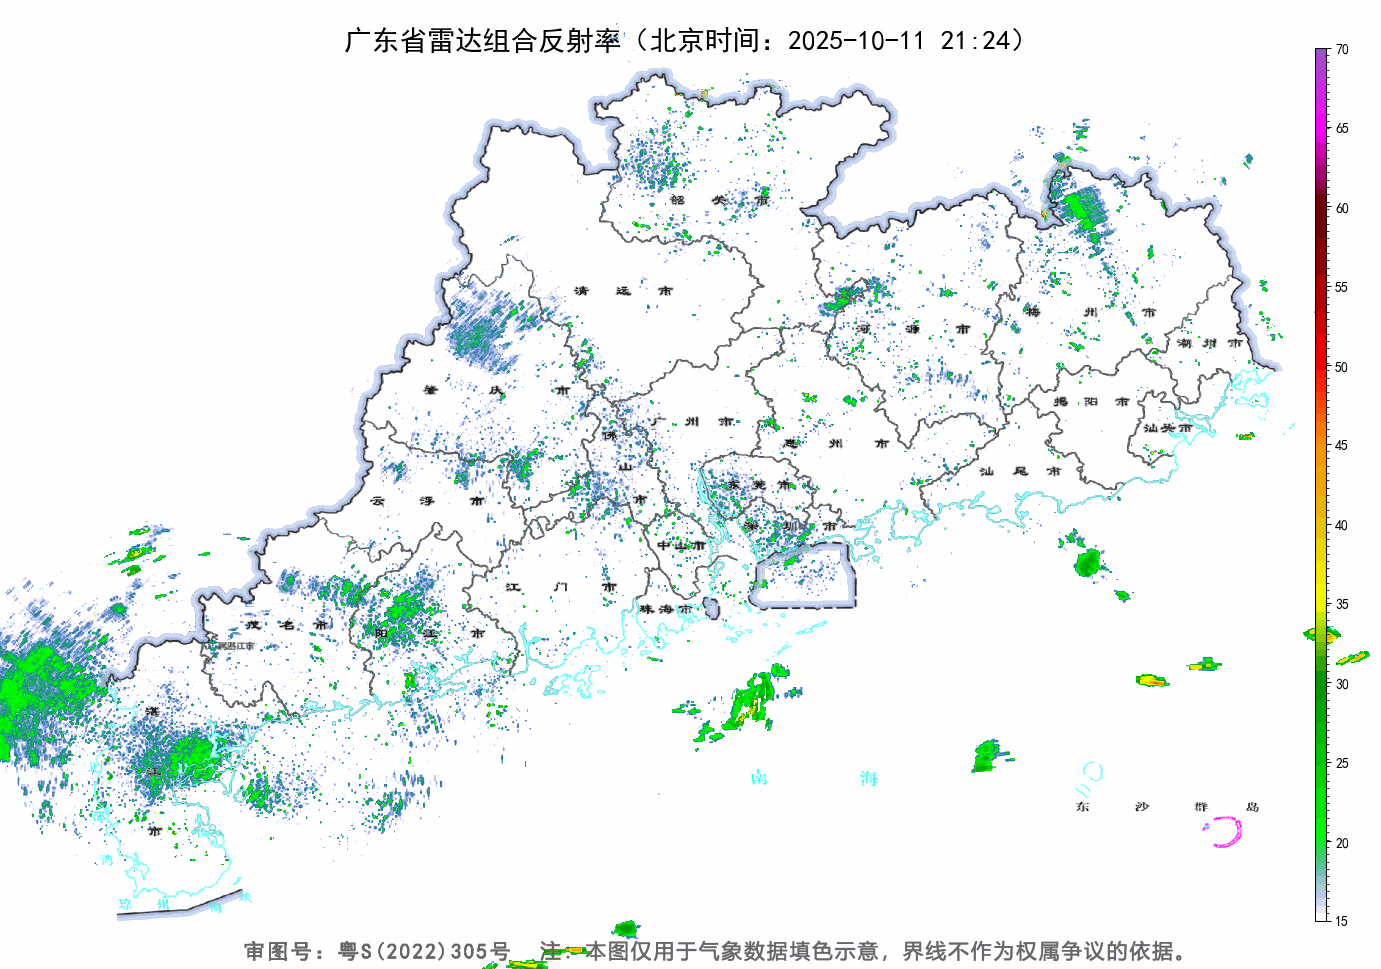 广东省雷达组合反射率（北京时间：2025-10-11 21:24）
70
65
60
55
50
45
40
35
30
25
20
15
韶关市
清远市
河源市
梅州市
潮州市
肇庆市
广州市
惠州市
揭阳市
汕头市
佛山市
云浮市
东莞市
汕尾市
深圳市
中山市
江门市
珠海市
茂名市
阳江市
属湛江市
湛江市
南海
东沙群岛
湾
琼州海峡
审图号：粤S(2022)305号 注：本图仅用于气象数据填色示意，界线不作为权属争议的依据。